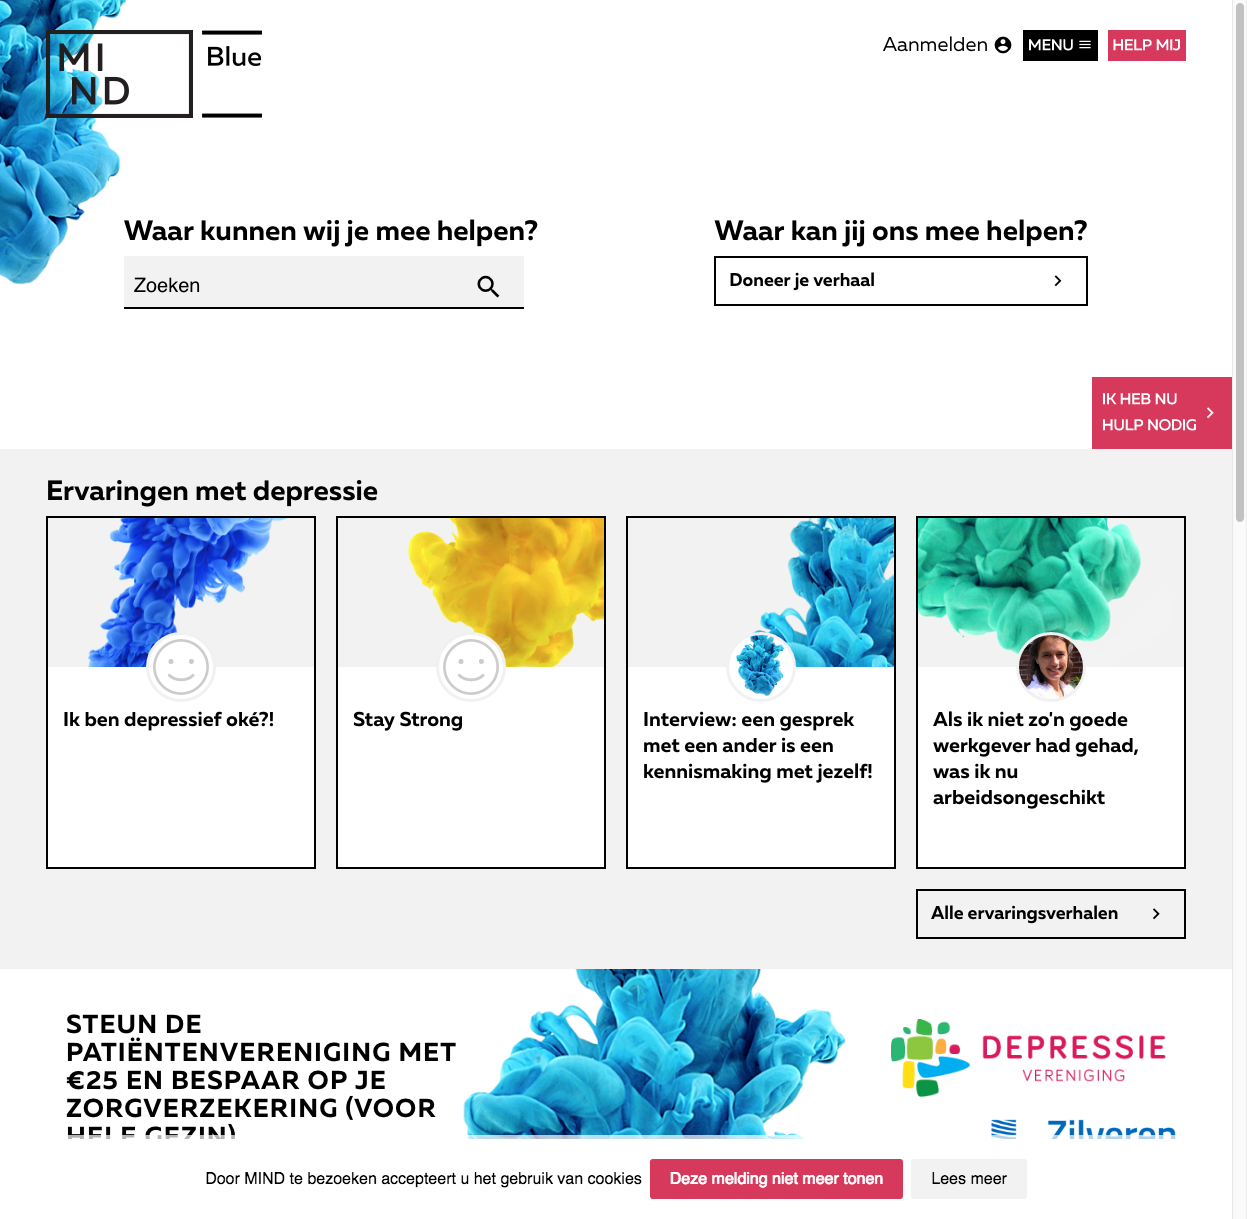 MI
ND
Blue
Aanmelden
MENU
HELP MIJ
Waar kunnen wij je mee helpen?
Zoeken
Waar kan jij ons mee helpen?
Doneer je verhaal
IK HEB NU
HULP NODIG
Ervaringen met depressie
Ik ben depressief oké?!
Stay Strong
Interview: een gesprek
met een ander is een
kennismaking met jezelf!
Als ik niet zo'n goede
werkgever had gehad,
was ik nu
arbeidsongeschikt
Alle ervaringsverhalen
STEUN DE
PATIËNTENVERENIGING MET
€25 EN BESPAAR OP JE
ZORGVERZEKERING (VOOR
HELE GEZIN)
DEPRESSIE
VERENIGING
Zilveren
Door MIND te bezoeken accepteert u het gebruik van cookies
Deze melding niet meer tonen
Lees meer